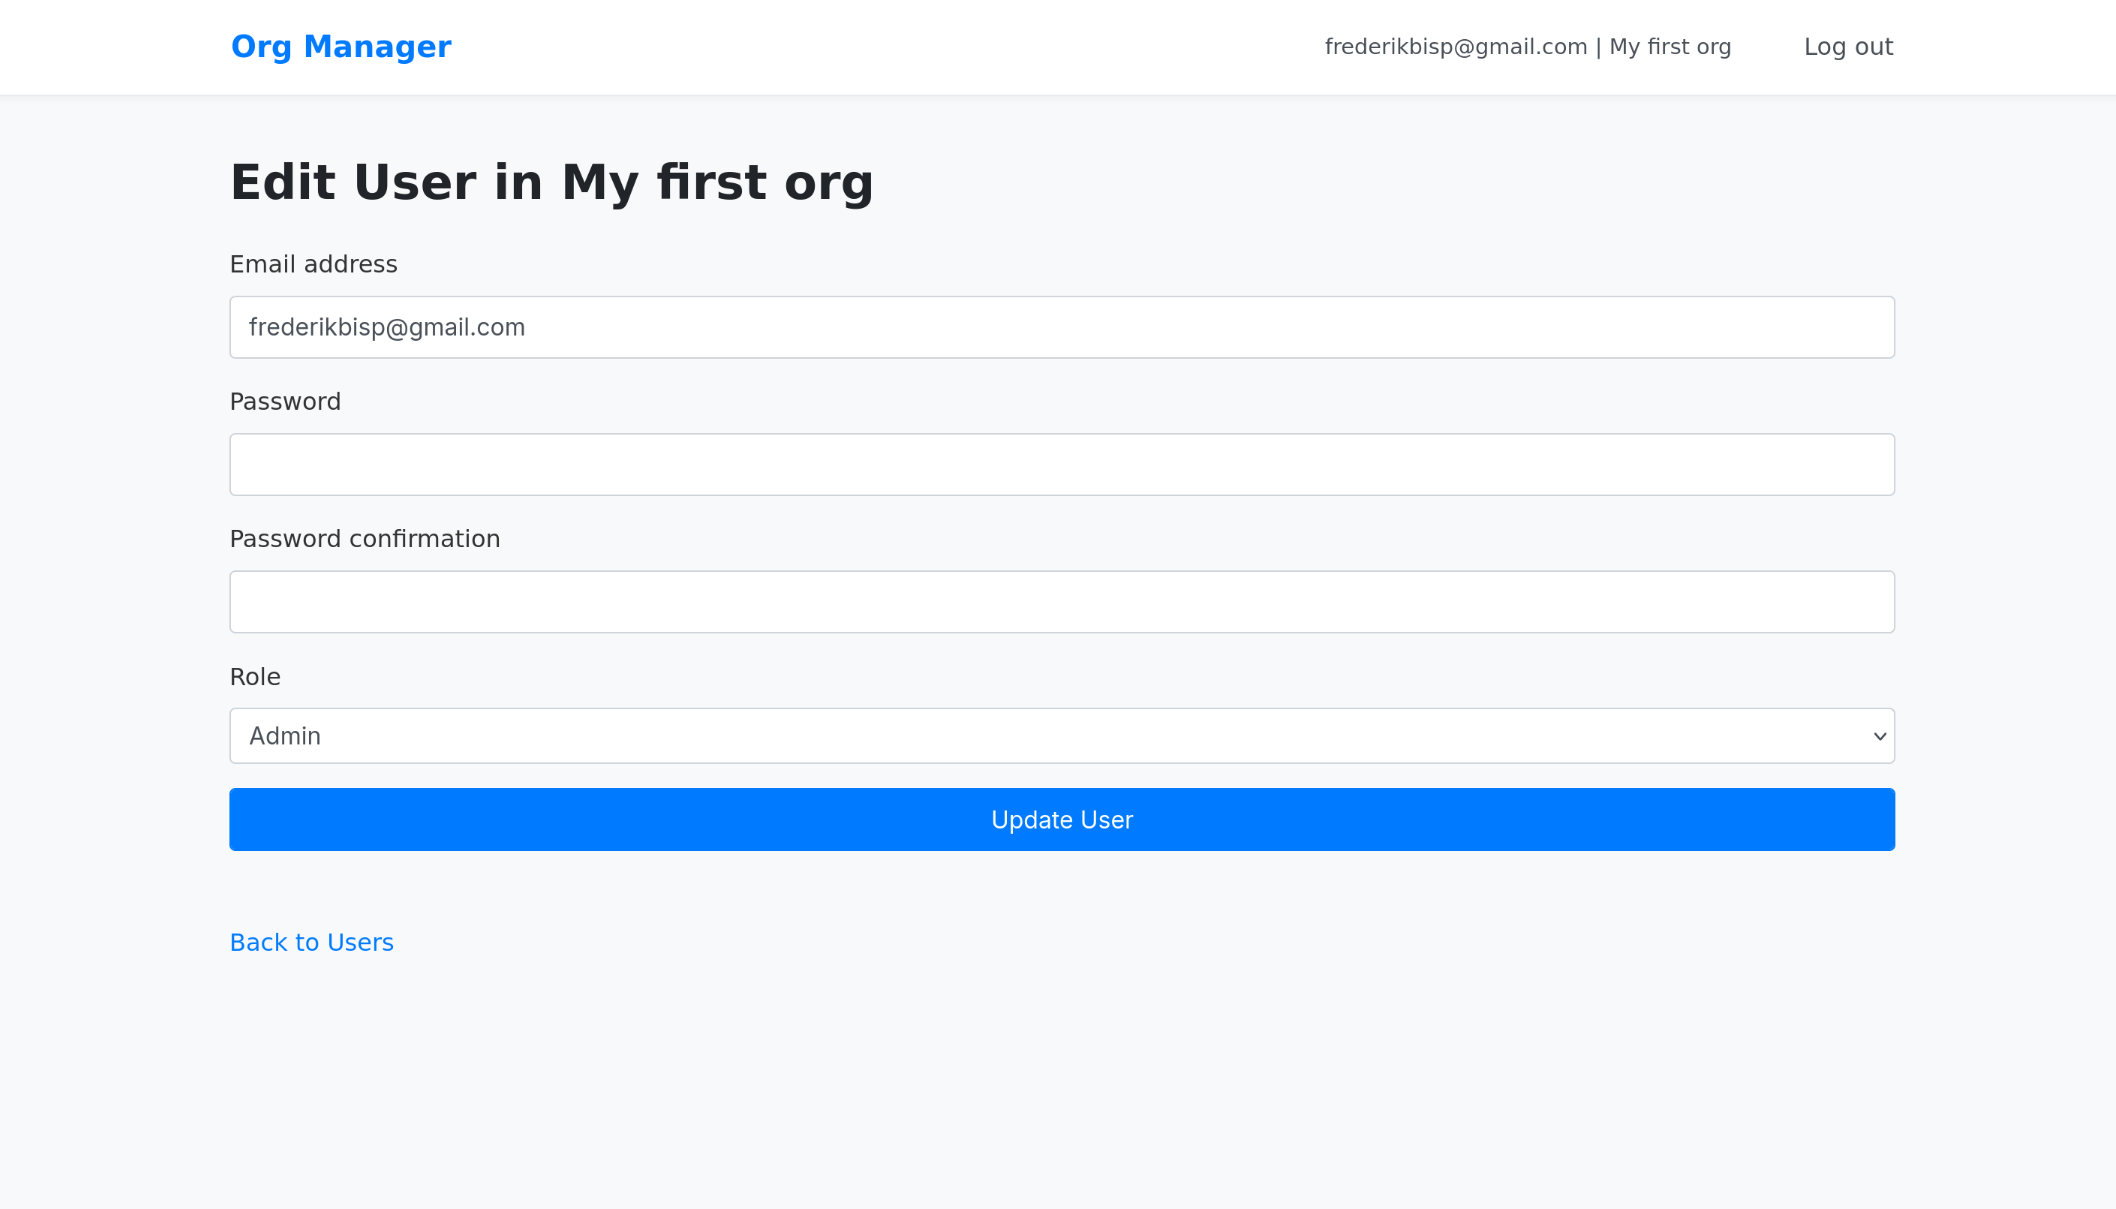 Org Manager
frederikbisp@gmail.com | My first org
Log out
Edit User in My first org
Email address
frederikbisp@gmail.com
Password
Password confirmation
Role
Admin
Update User
Back to Users